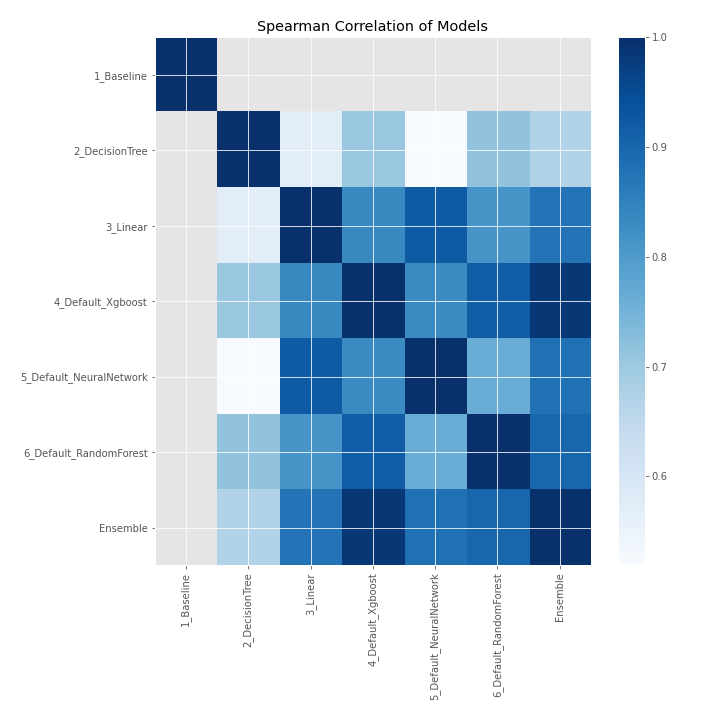 Spearman Correlation of Models
1_Baseline
2_DecisionTree
3_Linear
4_Default_Xgboost
5_Default_NeuralNetwork
6_Default_RandomForest
Ensemble
1_Baseline
2_DecisionTree
3_Linear
4_Default_Xgboost
5_Default_NeuralNetwork
6_Default_RandomForest
Ensemble
1.0
0.9
0.8
0.7
0.6